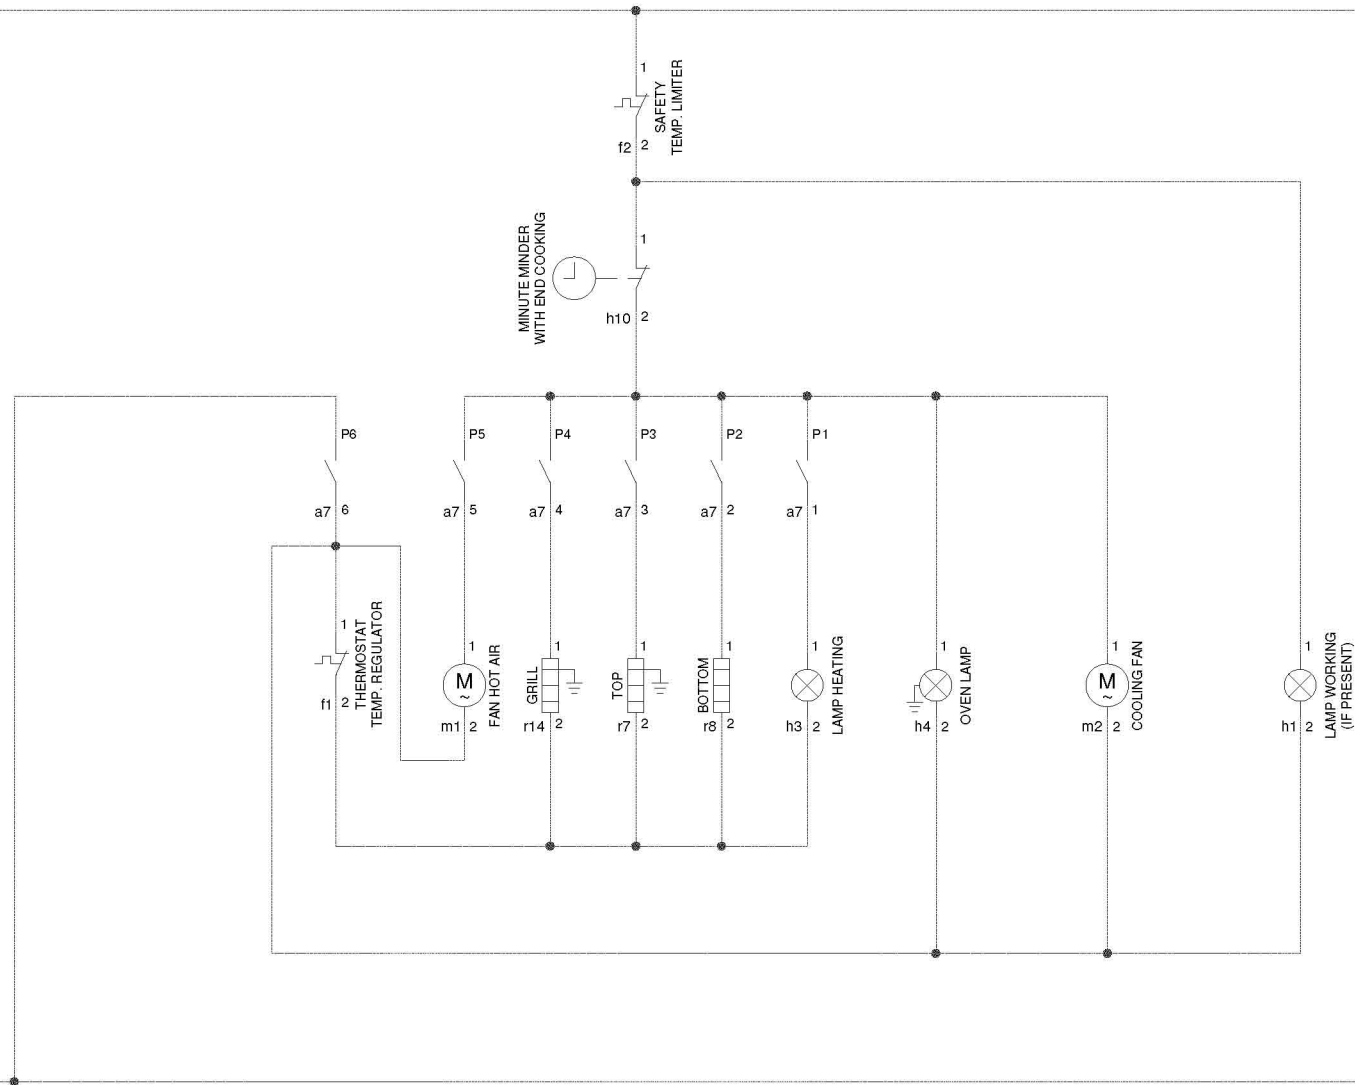 1
SAFETY
TEMP. LIMITER
f2 2
MINUTE MINDER
WITH END COOKING
1
h10 2
P6
P5
P4
P3
P2
P1
a7 6
a7 5
a7 4
a7 3
a7 2
a7 1
1
THERMOSTAT
TEMP. REGULATOR
f1 2
1
M
~
FAN HOT AIR
m1 2
1
GRILL
r14 2
1
TOP
r7 2
1
BOTTOM
r8 2
1
LAMP HEATING
h3 2
1
OVEN LAMP
h4 2
1
M
~
COOLING FAN
m2 2
1
LAMP WORKING
(IF PRESENT)
h1 2